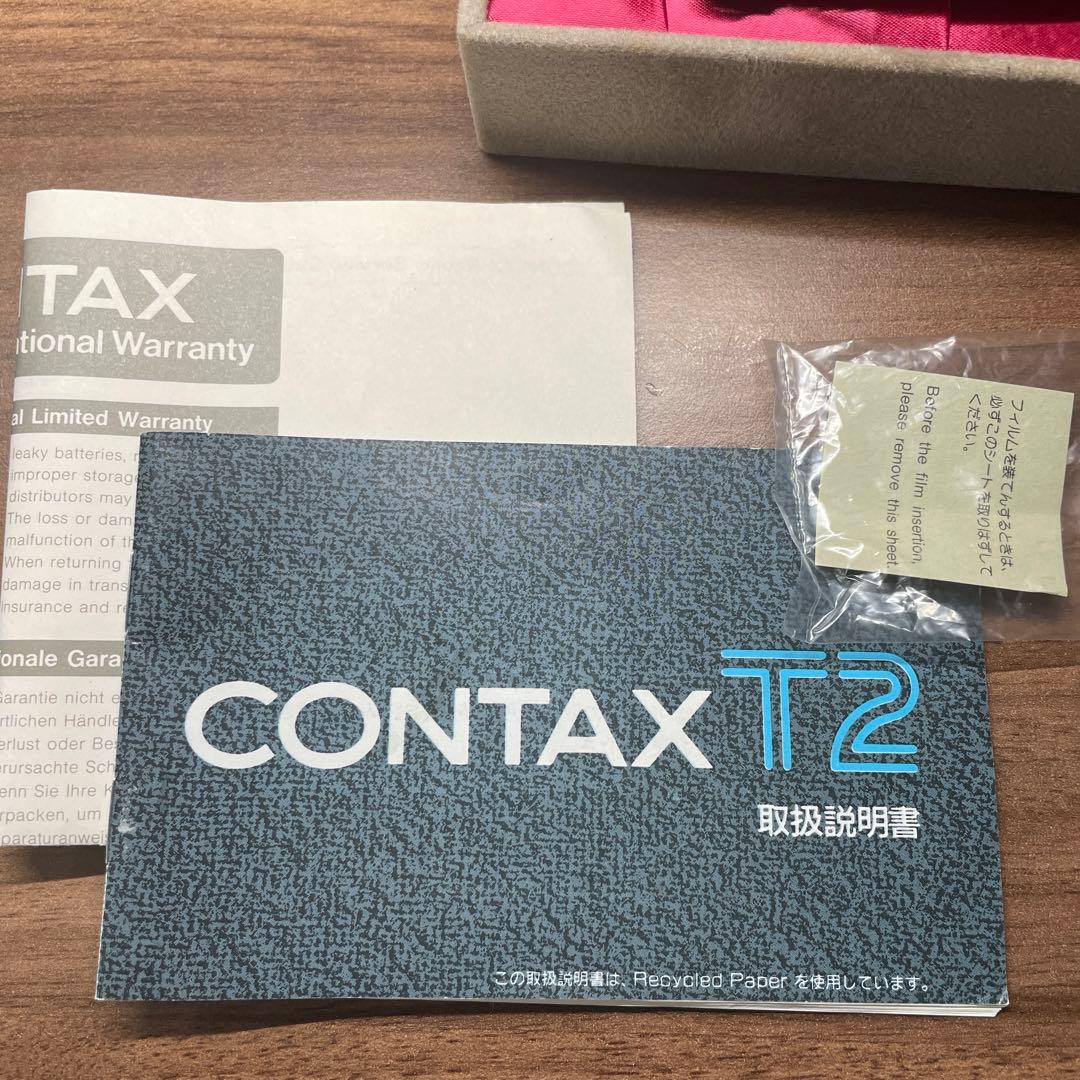 TAX
tional Warranty
al Limited Warranty
leaky batteries,
improper storage
distributors may
The loss or dam
malfunction of th
When returning
damage in trans
Insurance and re
onale Gara
Garantie nicht e
rtlichen Händle
erlust oder Bes
erursachte Sch
enn Sie Ihre K
rpacken, um
paraturanwei
フィルムを装てんするときは、
必ずこのシートを取りはずして
ください。
Before the film insertion,
please remove this sheet.
CONTAX T2
取扱説明書
この取扱説明書は、Recycled Paper を使用しています。